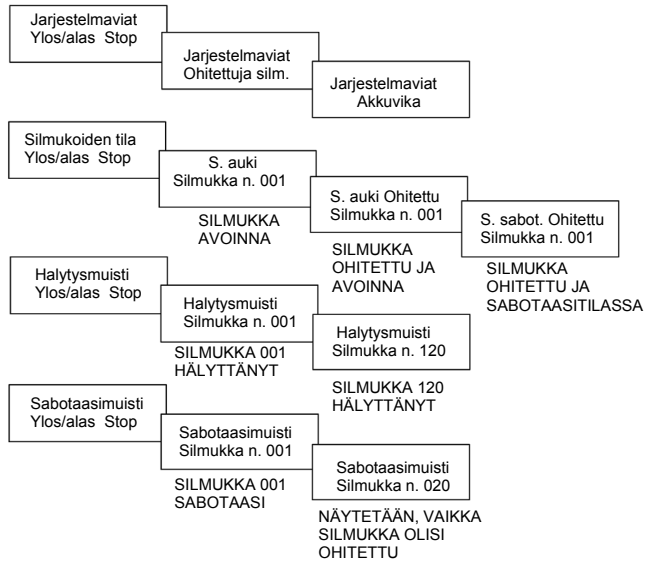 Jarjestelmaviat
Ylos/alas Stop
Jarjestelmaviat
Ohitettuja silm.
Jarjestelmaviat
Akkuvika
Silmukoiden tila
Ylos/alas Stop
S. auki
Silmukka n. 001
SILMUKKA
AVOINNA
S. auki Ohitettu
Silmukka n. 001
SILMUKKA
OHITETTU JA
AVOINNA
S. sabot. Ohitettu
Silmukka n. 001
SILMUKKA
OHITETTU JA
SABOTAASITILASSA
Halytysmuisti
Ylos/alas Stop
Halytysmuisti
Silmukka n. 001
SILMUKKA 001
HÄLYTTÄNYT
Halytysmuisti
Silmukka n. 120
SILMUKKA 120
HÄLYTTÄNYT
Sabotaasimuisti
Ylos/alas Stop
Sabotaasimuisti
Silmukka n. 001
SILMUKKA 001
SABOTAASI
Sabotaasimuisti
Silmukka n. 020
NÄYTETÄÄN, VAIKKA
SILMUKKA OLISI
OHITETTU